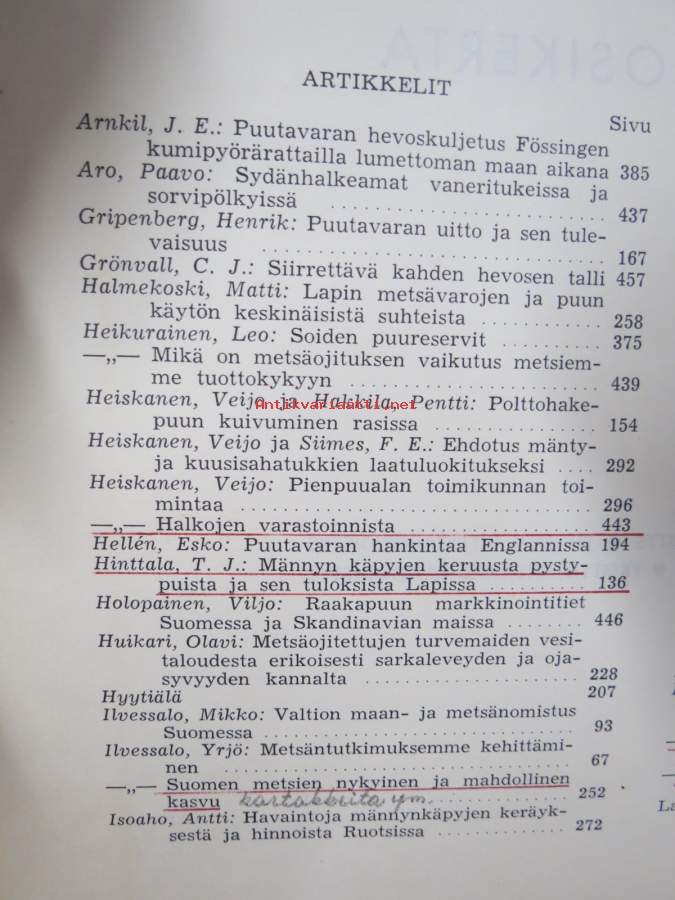 OSIKERTA
ARTIKKELIT
Sivu
Arnkil, J. E.: Puutavaran hevoskuljetus Fössingen
kumipyörärattailla lumettoman maan aikana 385
Aro, Paavo: Sydänhalkeamat vaneritukeissa ja
sorvipölkyissä .......................... 437
Gripenberg, Henrik: Puutavaran uitto ja sen tule-
vaisuus ................................ 167
Grönvall, C. J.: Siirrettävä kahden hevosen talli 457
Halmekoski, Matti: Lapin metsävarojen ja puun
käytön keskinäisistä suhteista ............ 258
Heikurainen, Leo: Soiden puureservit .......... 375
—„— Mikä on metsäojituksen vaikutus metsiem-
me tuottokykyyn ........................ 439
Heiskanen, Veijo ja Hakkila, Pentti: Polttohake-
antikvariaatti.net
puun kuivuminen rasissa ................ 154
Heiskanen, Veijo ja Siimes, F. E.: Ehdotus mänty-
ja kuusisahatukkien laatuluokitukseksi .... 292
Heiskanen, Veijo: Pienpuualan toimikunnan toi-
mintaa ................................ 296
—„— Halkojen varastoinnista .................. 443
Hellén, Esko: Puutavaran hankintaa Englannissa 194
Hinttala, T. J.: Männyn käpyjen keruusta pysty-
puista ja sen tuloksista Lapissa .......... 136
Holopainen, Viljo: Raakapuun markkinointitiet
Suomessa ja Skandinavian maissa ........ 446
Huikari, Olavi: Metsäojitettujen turvemaiden vesi-
taloudesta erikoisesti sarkaleveyden ja oja-
syvyyden kannalta ...................... 228
Hyytiälä 207
Ilvessalo, Mikko: Valtion maan- ja metsänomistus
Suomessa .............................. 93
Ilvessalo, Yrjö: Metsäntutkimuksemme kehittämi-
nen .................................... 67
—„— Suomen metsien nykyinen ja mahdollinen
kasvu ym. .................. 252
Isoaho, Antti: Havaintoja männynkäpyjen keräyk-
sestä ja hinnoista Ruotsissa .............. 272
La